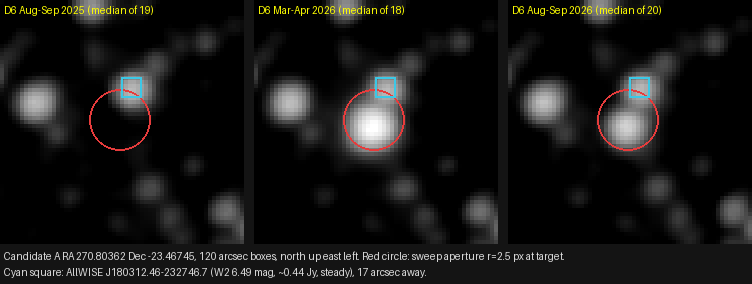 D6 Aug-Sep 2025 (median of 19)
D6 Mar-Apr 2026 (median of 18)
D6 Aug-Sep 2026 (median of 20)
Candidate A RA 270.80362 Dec -23.46745, 120 arcsec boxes, north up east left. Red circle: sweep aperture r=2.5 px at target.
Cyan square: AllWISE J180312.46-232746.7 (W2 6.49 mag, ~0.44 Jy, steady), 17 arcsec away.